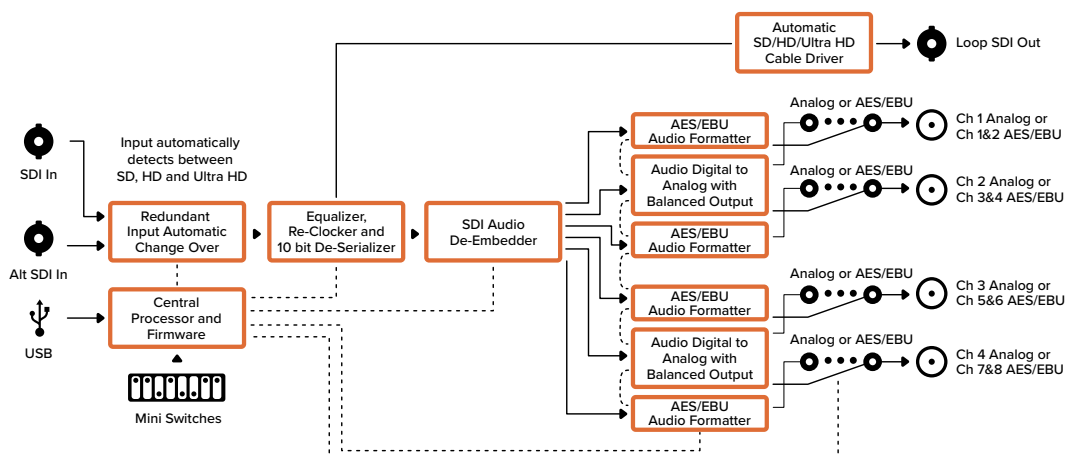 Automatic
SD/HD/Ultra HD
Cable Driver
Loop SDI Out
SDI In
Input automatically
detects between
SD, HD and Ultra HD
Alt SDI In
Redundant
Input Automatic
Change Over
Equalizer,
Re-Clocker and
10 bit De-Serializer
SDI Audio
De-Embedder
USB
Central
Processor and
Firmware
Mini Switches
AES/EBU
Audio Formatter
Audio Digital to
Analog with
Balanced Output
AES/EBU
Audio Formatter
AES/EBU
Audio Formatter
Audio Digital to
Analog with
Balanced Output
AES/EBU
Audio Formatter
Analog or AES/EBU
Ch 1 Analog or
Ch 1&2 AES/EBU
Analog or AES/EBU
Ch 2 Analog or
Ch 3&4 AES/EBU
Analog or AES/EBU
Ch 3 Analog or
Ch 5&6 AES/EBU
Analog or AES/EBU
Ch 4 Analog or
Ch 7&8 AES/EBU